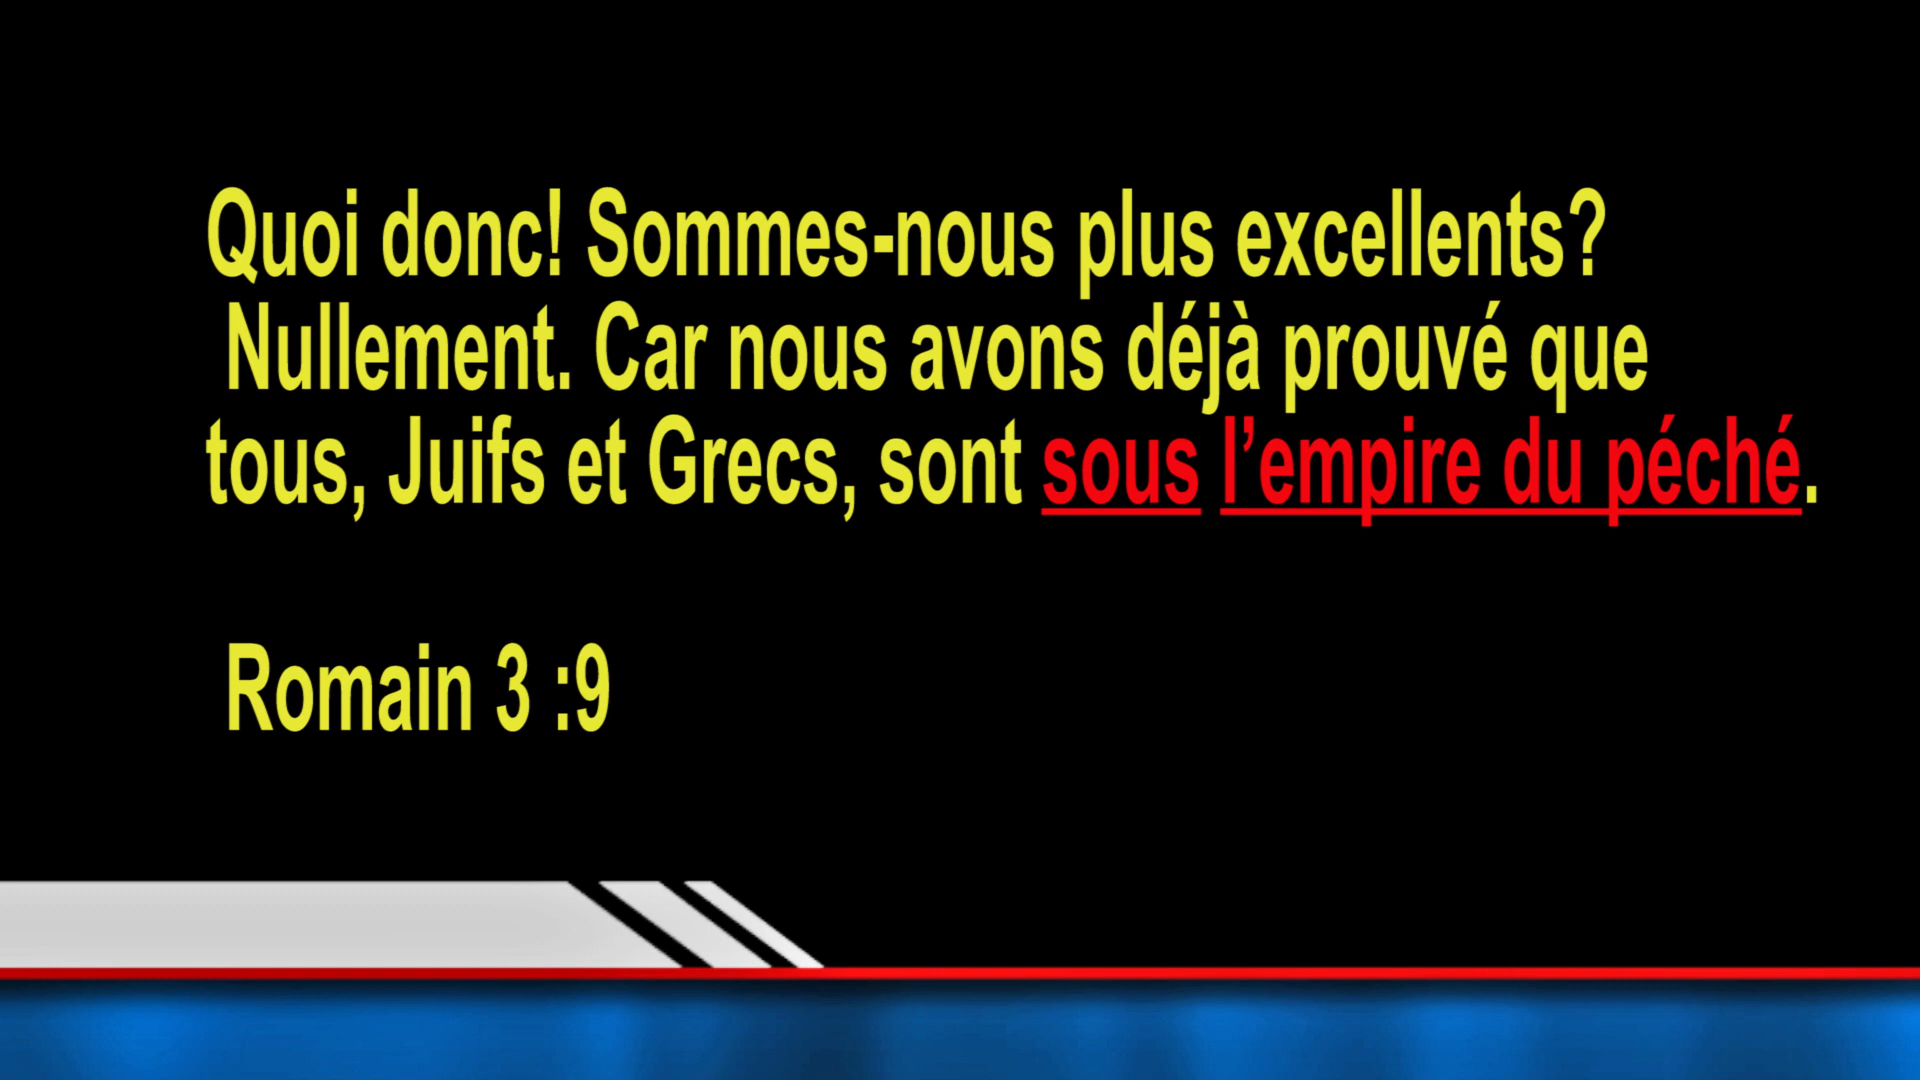 Quoi donc! Sommes-nous plus excellents?
Nullement. Car nous avons déjà prouvé que
tous, Juifs et Grecs, sont sous l’empire du péché.
Romain 3 :9